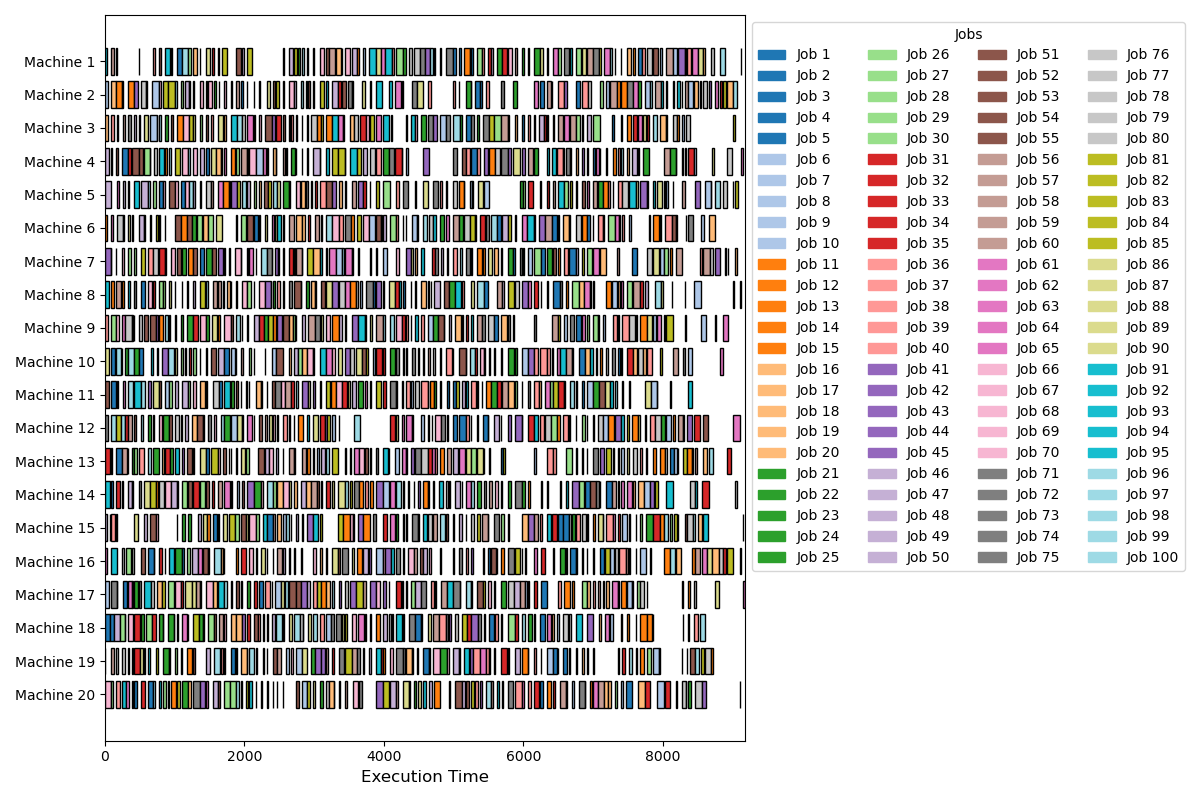 Machine 1
Machine 2
Machine 3
Machine 4
Machine 5
Machine 6
Machine 7
Machine 8
Machine 9
Machine 10
Machine 11
Machine 12
Machine 13
Machine 14
Machine 15
Machine 16
Machine 17
Machine 18
Machine 19
Machine 20
0 2000 4000 6000 8000
Execution Time
Jobs
Job 1 Job 26 Job 51 Job 76
Job 2 Job 27 Job 52 Job 77
Job 3 Job 28 Job 53 Job 78
Job 4 Job 29 Job 54 Job 79
Job 5 Job 30 Job 55 Job 80
Job 6 Job 31 Job 56 Job 81
Job 7 Job 32 Job 57 Job 82
Job 8 Job 33 Job 58 Job 83
Job 9 Job 34 Job 59 Job 84
Job 10 Job 35 Job 60 Job 85
Job 11 Job 36 Job 61 Job 86
Job 12 Job 37 Job 62 Job 87
Job 13 Job 38 Job 63 Job 88
Job 14 Job 39 Job 64 Job 89
Job 15 Job 40 Job 65 Job 90
Job 16 Job 41 Job 66 Job 91
Job 17 Job 42 Job 67 Job 92
Job 18 Job 43 Job 68 Job 93
Job 19 Job 44 Job 69 Job 94
Job 20 Job 45 Job 70 Job 95
Job 21 Job 46 Job 71 Job 96
Job 22 Job 47 Job 72 Job 97
Job 23 Job 48 Job 73 Job 98
Job 24 Job 49 Job 74 Job 99
Job 25 Job 50 Job 75 Job 100